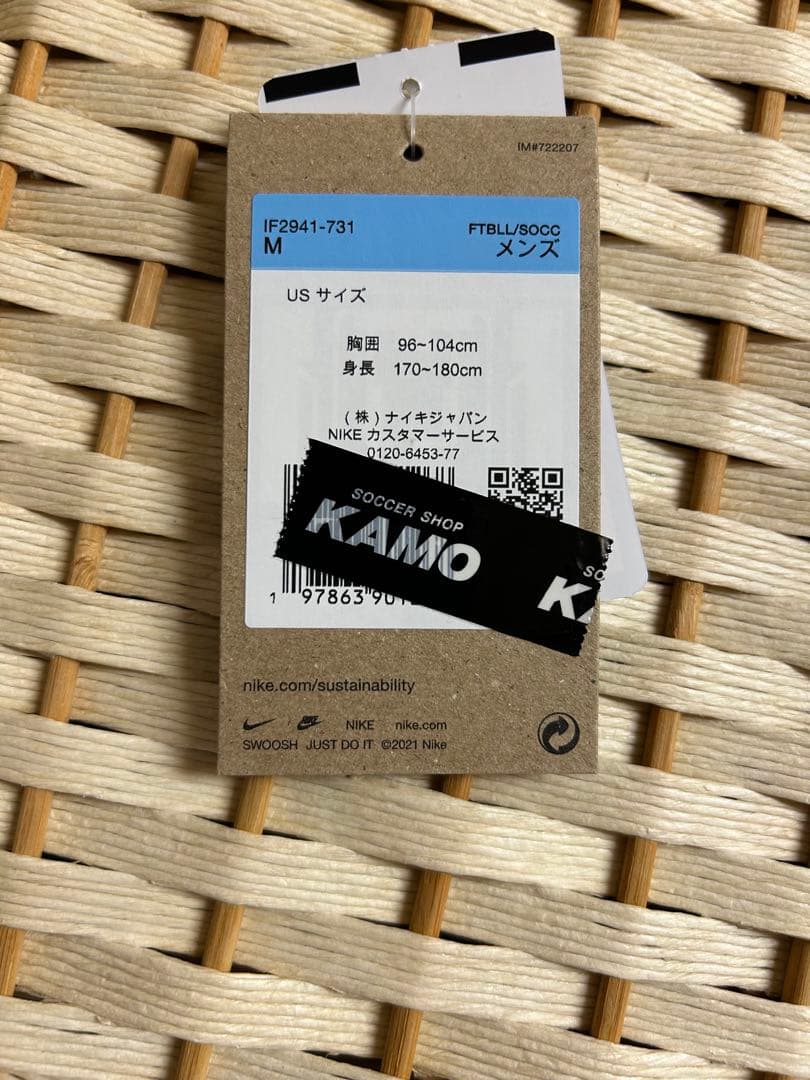 IM#722207
IF2941-731
M
FTBLL/SOCC
メンズ
US サイズ
胸囲 96~104cm
身長 170~180cm
(株)ナイキジャパン
NIKE カスタマーサービス
0120-6453-77
SOCCER SHOP
KAMO
1 97863 901
nike.com/sustainability
NIKE nike.com
SWOOSH JUST DO IT ©2021 Nike